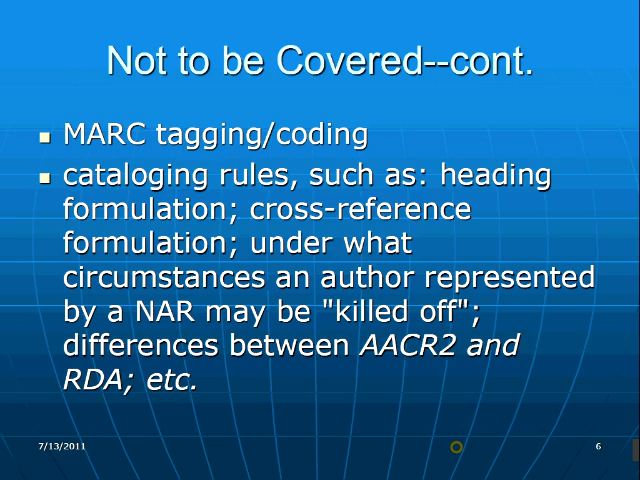 Not to be Covered--cont.
MARC tagging/coding
cataloging rules, such as: heading
formulation; cross-reference
formulation; under what
circumstances an author represented
by a NAR may be "killed off";
differences between AACR2 and
RDA; etc.
7/13/2011
6